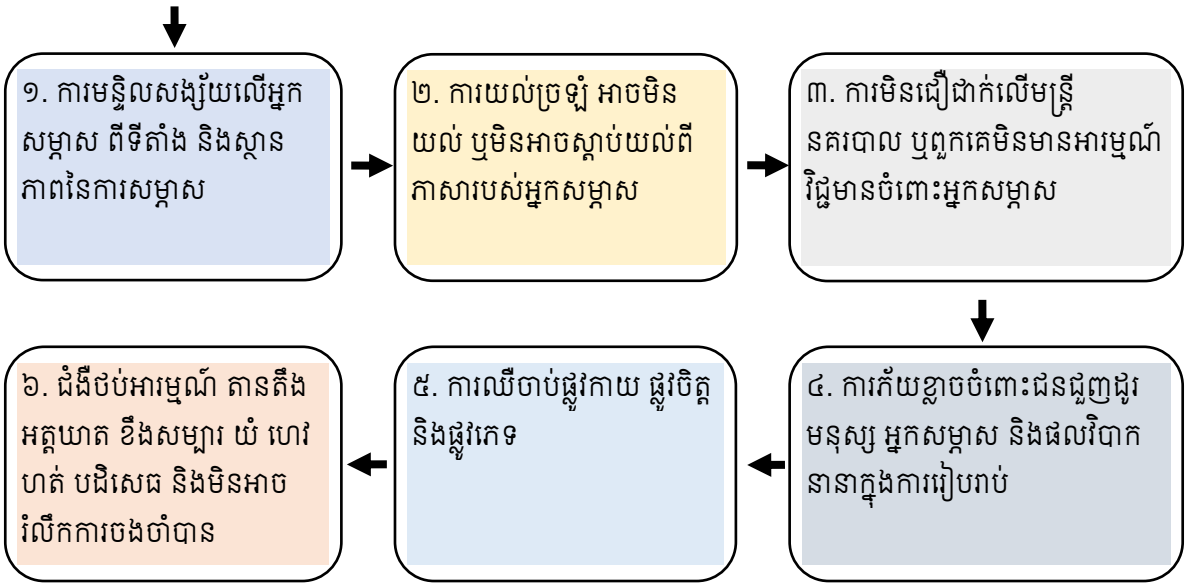 ១. ការមន្ទិលសង្ស័យលើអ្នក
សម្ភាស ពីទីតាំង និងស្ថាន
ភាពនៃការសម្ភាស
២. ការយល់ច្រឡំ អាចមិន
យល់ ឬមិនអាចស្តាប់យល់ពី
ភាសារបស់អ្នកសម្ភាស
៣. ការមិនជឿជាក់លើមន្ត្រី
នគរបាល ឬពួកគេមិនមានអារម្មណ៍
វិជ្ជមានចំពោះអ្នកសម្ភាស
៤. ការភ័យខ្លាចចំពោះជនជួញដូរ
មនុស្ស អ្នកសម្ភាស និងផលវិបាក
នានាក្នុងការរៀបរាប់
៥. ការឈឺចាប់ផ្លូវកាយ ផ្លូវចិត្ត
និងផ្លូវភេទ
៦. ជំងឺថប់អារម្មណ៍ តានតឹង
អត្តឃាត ខឹងសម្បារ យំ ហេវ
ហត់ បដិសេធ និងមិនអាច
រំលឹកការចងចាំបាន